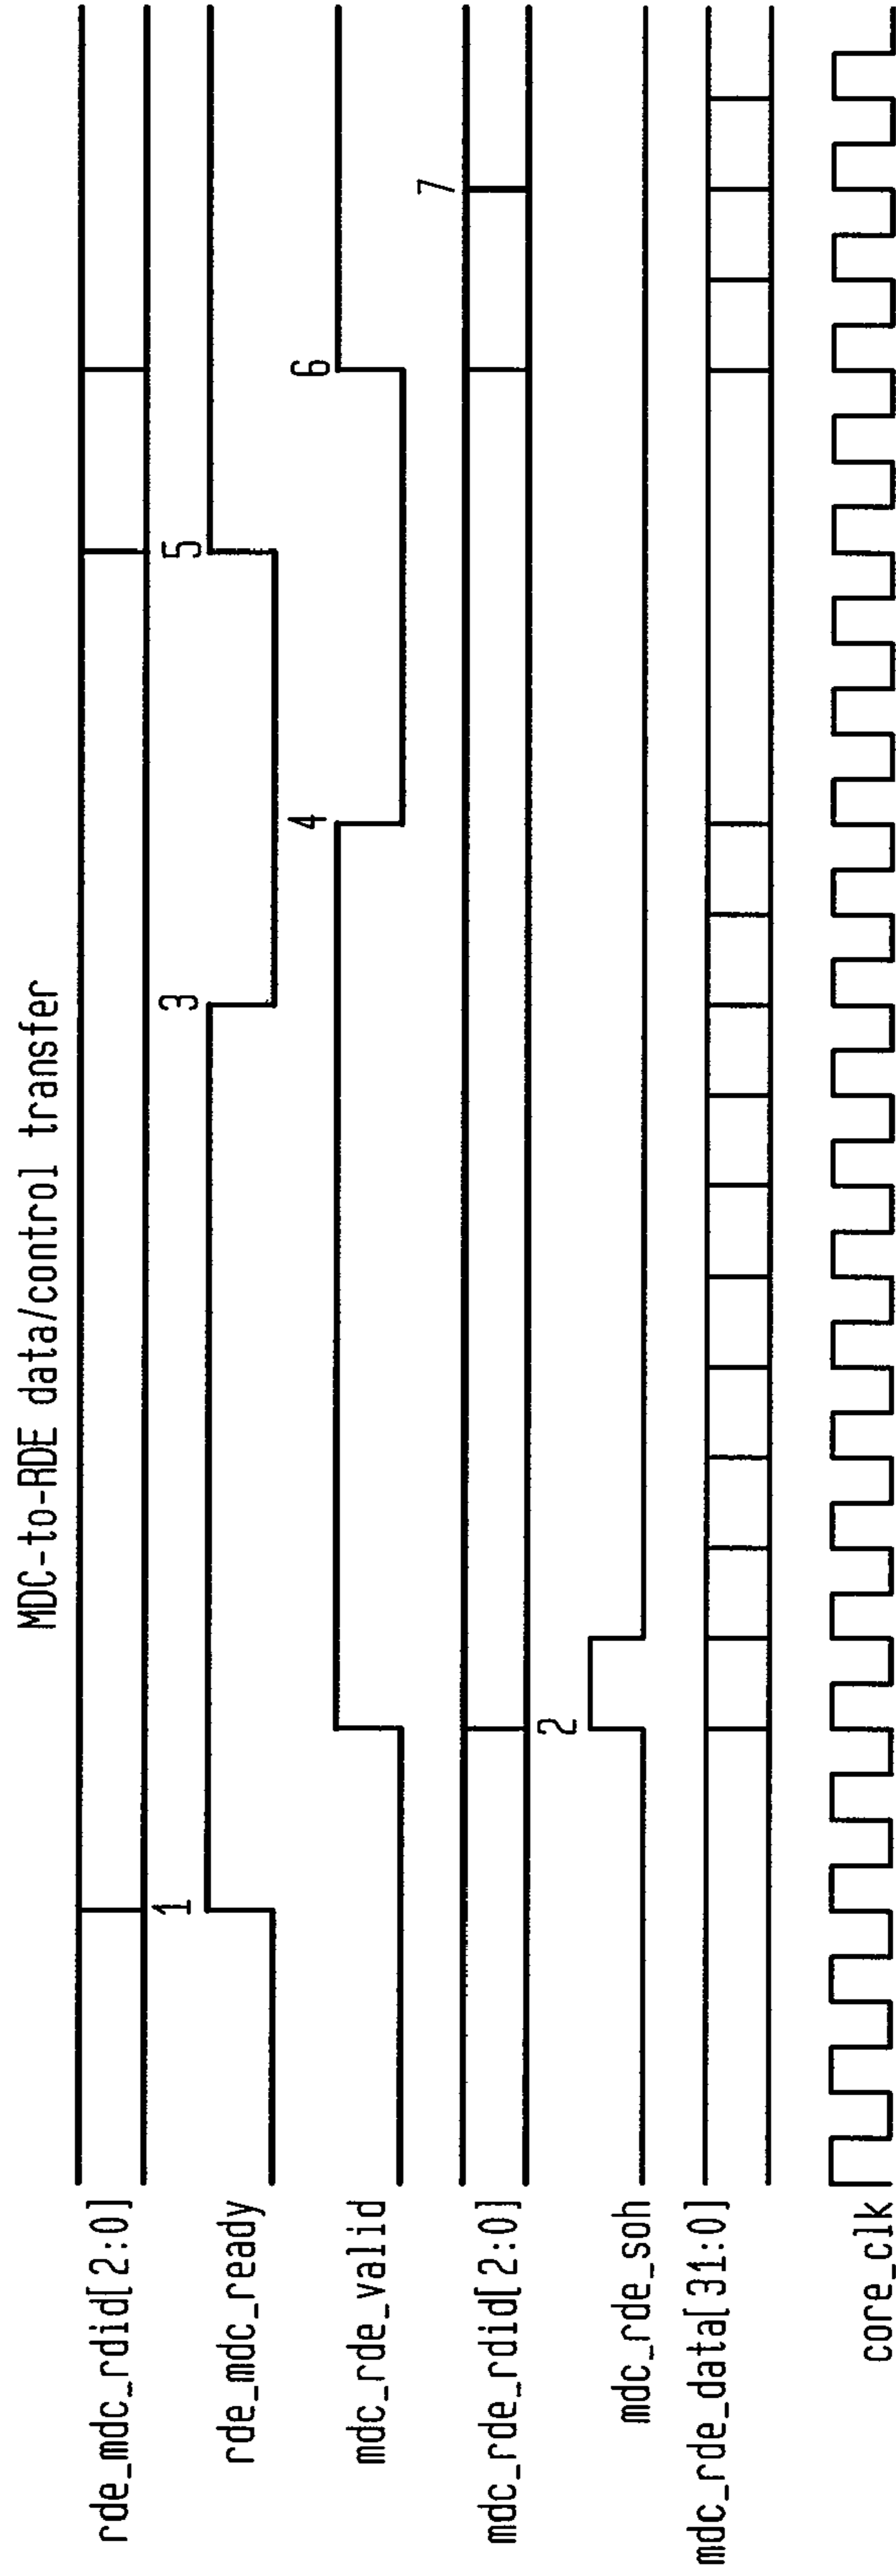 MDC-to-RDE data/control transfer
rde_mdc_rdid[2:0]
1
rde_mdc_ready
3
5
mdc_rde_valid
4
6
mdc_rde_rdid[2:0]
7
mdc_rde_soh
2
mdc_rde_data[31:0]
core_clk